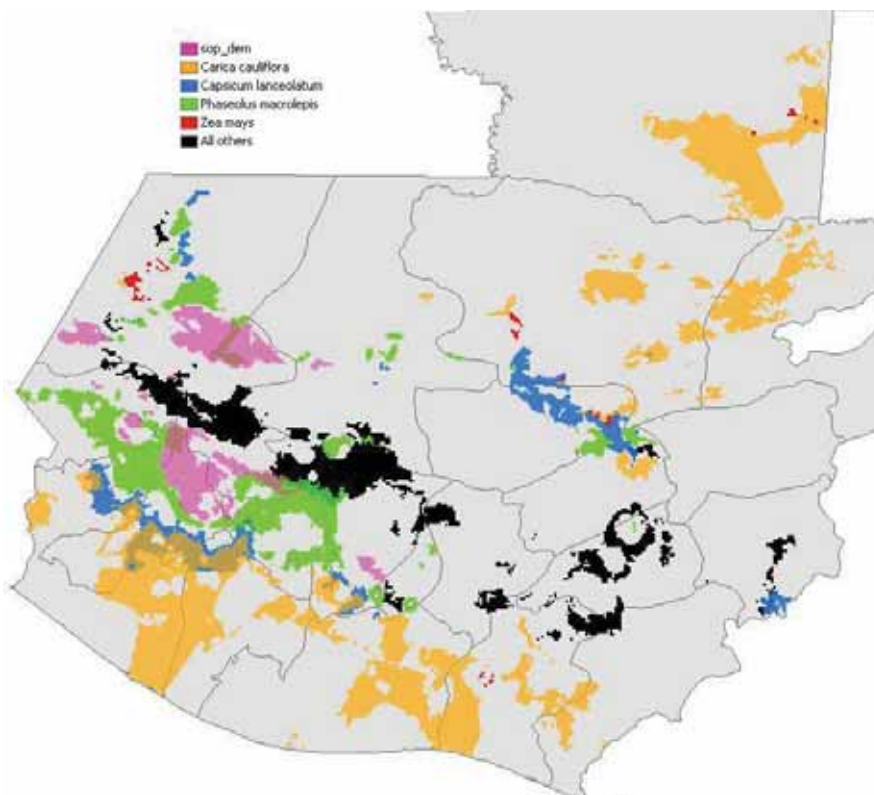 sop_dem
Carica cauliflora
Capsicum lanceolatum
Phaseolus macrolepis
Zea mays
All others